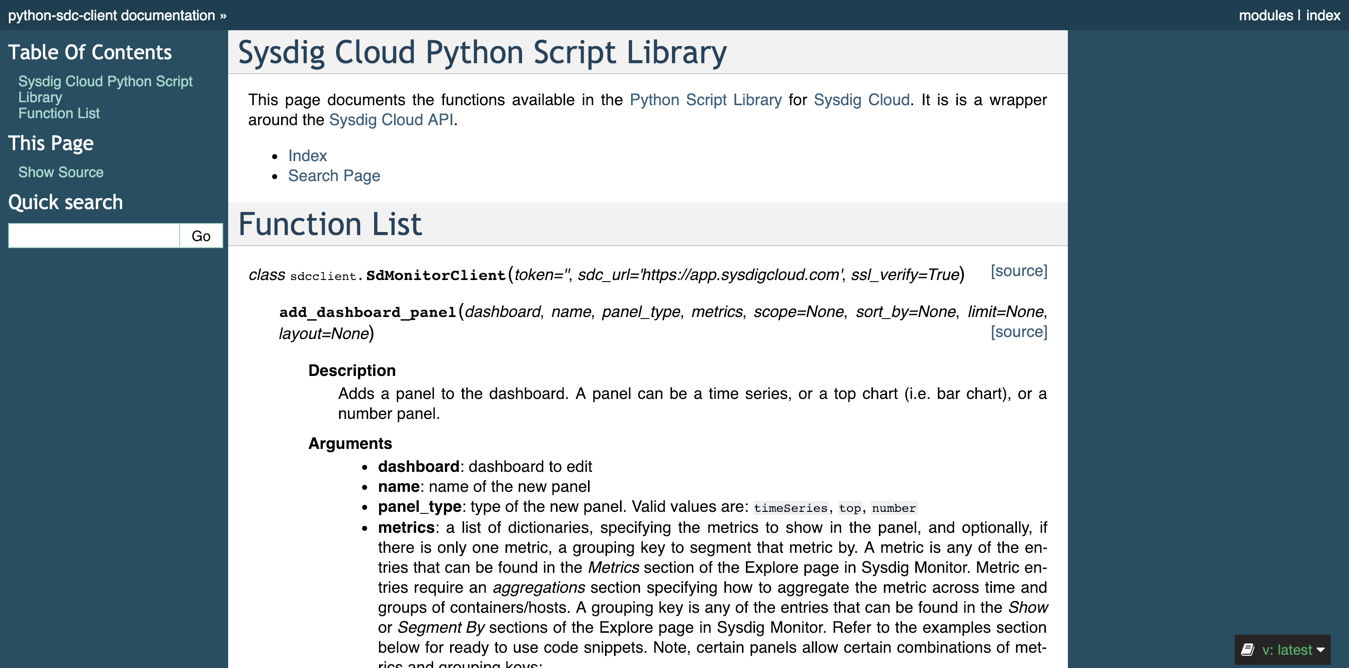 python-sdc-client documentation »
modules | index
Table Of Contents
Sysdig Cloud Python Script
Library
Function List
This Page
Show Source
Quick search
Go
Sysdig Cloud Python Script Library
This page documents the functions available in the Python Script Library for Sysdig Cloud. It is is a wrapper
around the Sysdig Cloud API.
• Index
• Search Page
Function List
class sdcclient.SdMonitorClient(token='', sdc_url='https://app.sysdigcloud.com', ssl_verify=True) [source]
add_dashboard_panel(dashboard, name, panel_type, metrics, scope=None, sort_by=None, limit=None,
layout=None) [source]
Description
Adds a panel to the dashboard. A panel can be a time series, or a top chart (i.e. bar chart), or a
number panel.
Arguments
• dashboard: dashboard to edit
• name: name of the new panel
• panel_type: type of the new panel. Valid values are: timeSeries, top, number
• metrics: a list of dictionaries, specifying the metrics to show in the panel, and optionally, if
there is only one metric, a grouping key to segment that metric by. A metric is any of the en-
tries that can be found in the Metrics section of the Explore page in Sysdig Monitor. Metric en-
tries require an aggregations section specifying how to aggregate the metric across time and
groups of containers/hosts. A grouping key is any of the entries that can be found in the Show
or Segment By sections of the Explore page in Sysdig Monitor. Refer to the examples section
below for ready to use code snippets. Note, certain panels allow certain combinations of met-
rics and grouping keys:
v: latest